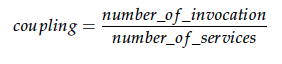 coupling = number_of_invocation
number_of_services